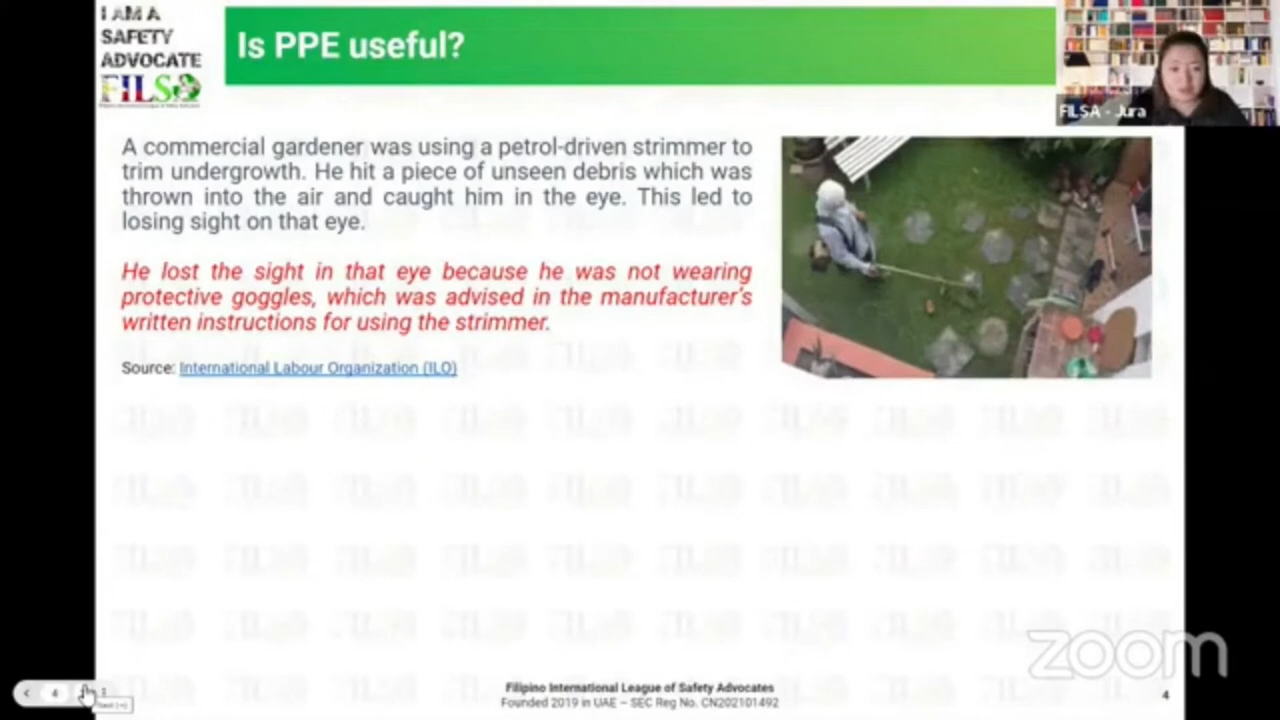 I AM A
SAFETY
ADVOCATE
FILSA
Is PPE useful?
FILSA - Jura
A commercial gardener was using a petrol-driven strimmer to
trim undergrowth. He hit a piece of unseen debris which was
thrown into the air and caught him in the eye. This led to
losing sight on that eye.
He lost the sight in that eye because he was not wearing
protective goggles, which was advised in the manufacturer's
written instructions for using the strimmer.
Source: International Labour Organization (ILO)
zoom
4
Filipino International League of Safety Advocates
Founded 2019 in UAE – SEC Reg No. CN202101492
4